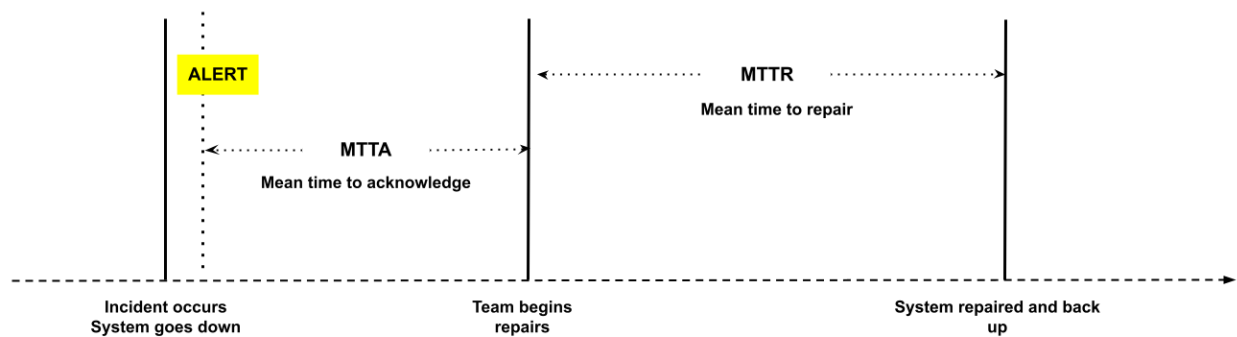 ALERT
MTTR
Mean time to repair
MTTA
Mean time to acknowledge
Incident occurs
System goes down
Team begins
repairs
System repaired and back
up